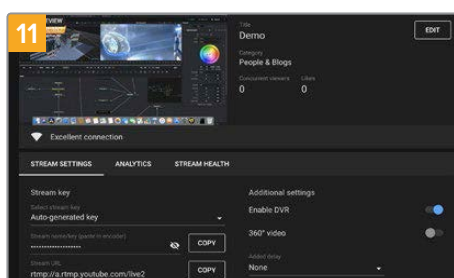 11
PREVIEW
Title
Demo
EDIT
Category
People & Blogs
Concurrent viewers Likes
0 0
Excellent connection
STREAM SETTINGS ANALYTICS STREAM HEALTH
Stream key
Additional settings
Select stream key
Auto-generated key
Enable DVR
Stream name/key (paste in encoder)
COPY
360° video
Added delay
None
Stream URL
rtmp://a.rtmp.youtube.com/live2
COPY